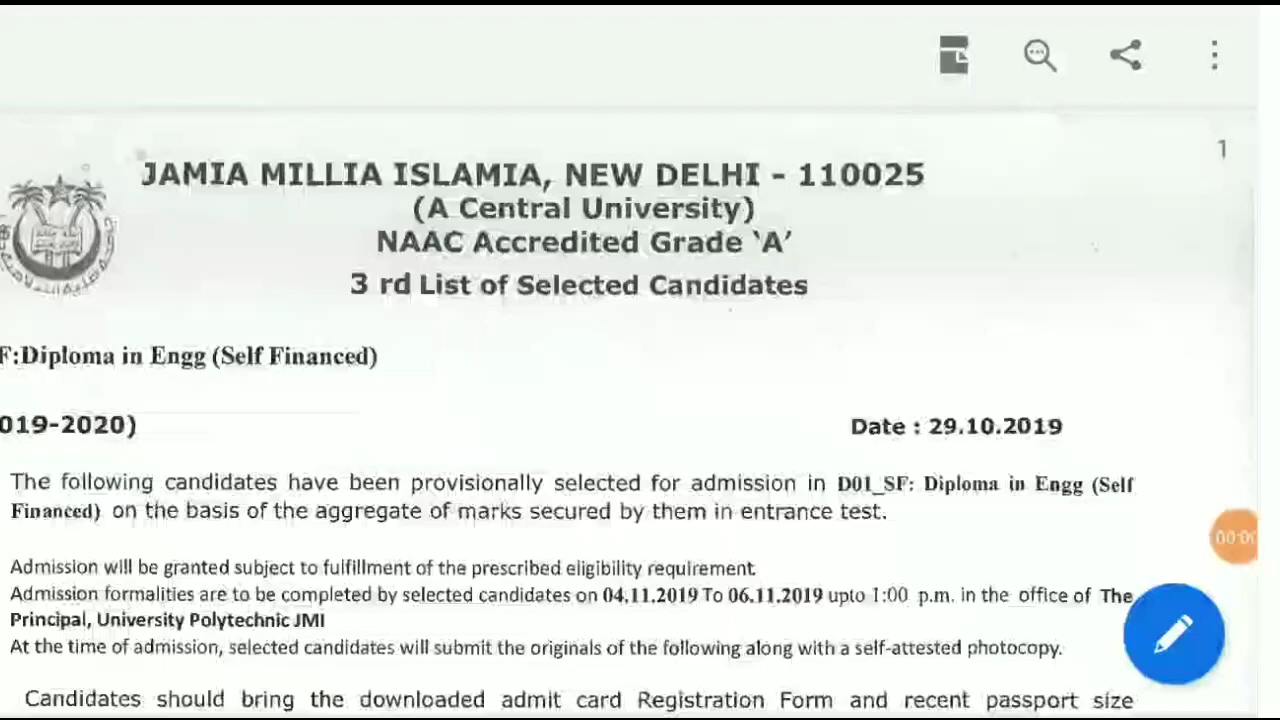 1
JAMIA MILLIA ISLAMIA, NEW DELHI - 110025
(A Central University)
NAAC Accredited Grade 'A'
3 rd List of Selected Candidates
F:Diploma in Engg (Self Financed)
019-2020)
Date : 29.10.2019
The following candidates have been provisionally selected for admission in D01_SF: Diploma in Engg (Self
Financed) on the basis of the aggregate of marks secured by them in entrance test.
00:00
Admission will be granted subject to fulfillment of the prescribed eligibility requirement.
Admission formalities are to be completed by selected candidates on 04.11.2019 To 06.11.2019 upto 1:00 p.m. in the office of The
Principal, University Polytechnic JMI
At the time of admission, selected candidates will submit the originals of the following along with a self-attested photocopy.
Candidates should bring the downloaded admit card Registration Form and recent passport size